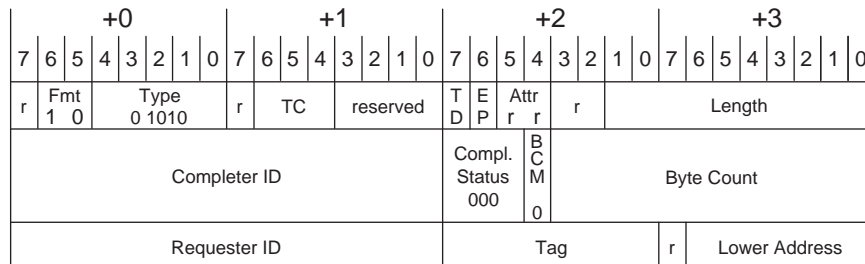 +0 +1 +2 +3
7 6 5 4 3 2 1 0 7 6 5 4 3 2 1 0 7 6 5 4 3 2 1 0 7 6 5 4 3 2 1 0
r Fmt 1 0 Type 0 1010 r TC reserved T D E P Attr r r r Length
Completer ID Compl. Status 000 B C M 0 Byte Count
Requester ID Tag r Lower Address